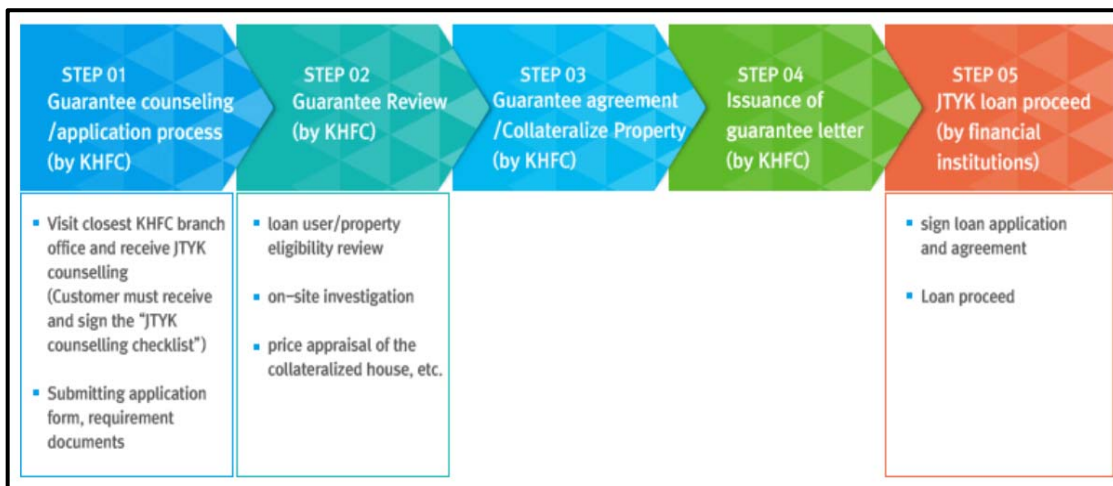 STEP 01
Guarantee counseling
/application process
(by KHFC)
STEP 02
Guarantee Review
(by KHFC)
STEP 03
Guarantee agreement
/Collateralize Property
(by KHFC)
STEP 04
Issuance of
guarantee letter
(by KHFC)
STEP 05
JTYK loan proceed
(by financial
institutions)
▪ Visit closest KHFC branch
office and receive JTYK
counselling
(Customer must receive
and sign the “JTYK
counselling checklist”)
▪ Submitting application
form, requirement
documents
▪ loan user/property
eligibility review
▪ on-site investigation
▪ price appraisal of the
collateralized house, etc.
▪ sign loan application
and agreement
▪ Loan proceed